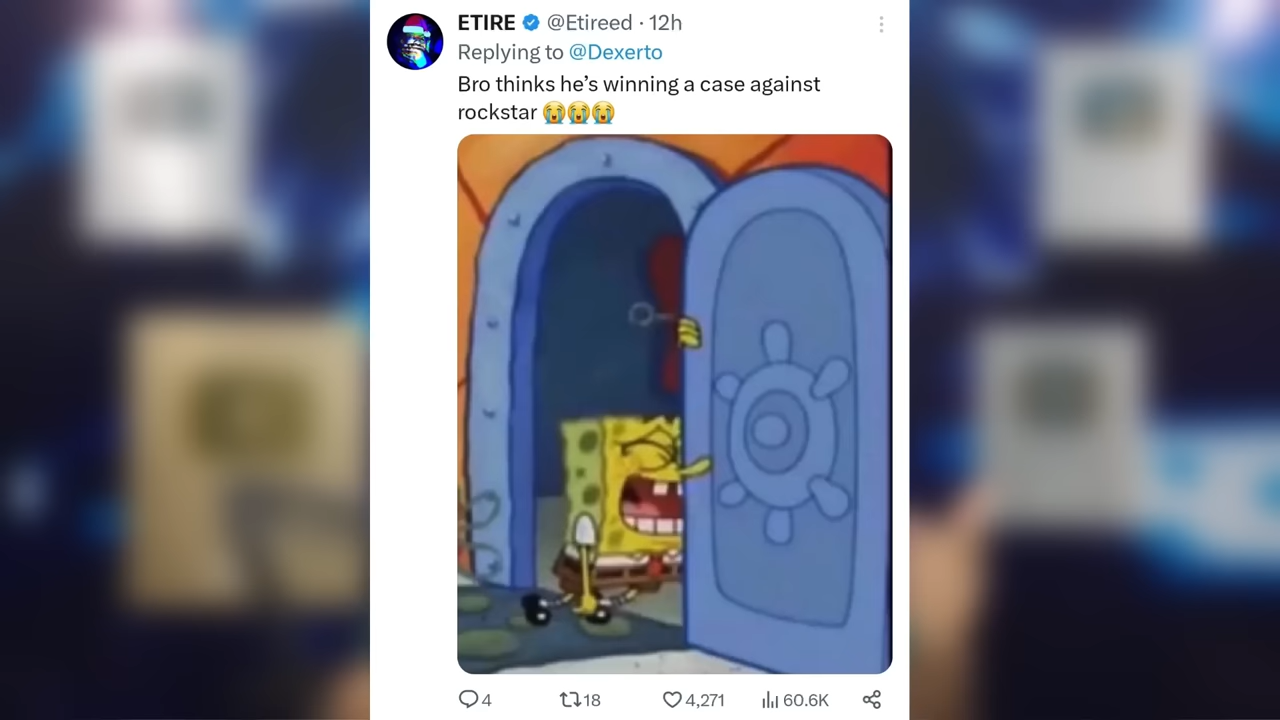 ETIRE @Etireed · 12h
Replying to @Dexerto
Bro thinks he’s winning a case against
rockstar 😭😭😭
4 18 4,271 60.6K